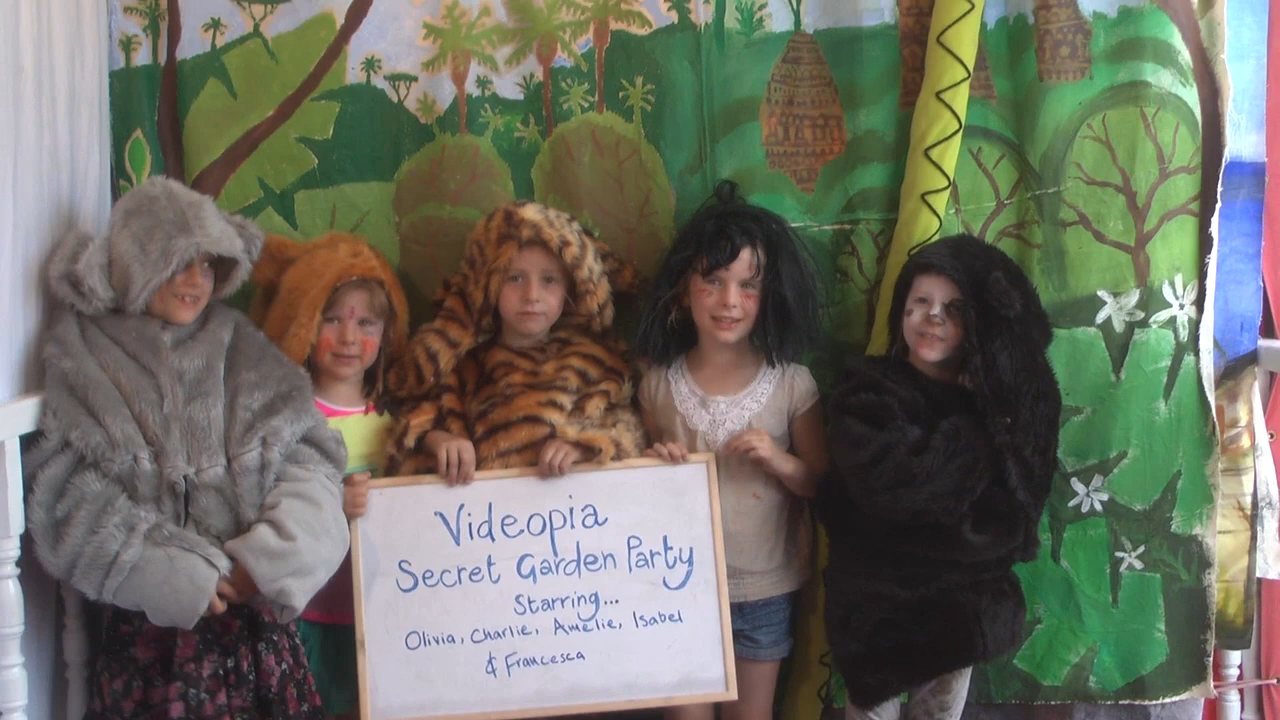 Videopia
Secret Garden Party
Starring...
Olivia, Charlie, Amelie, Isabel
& Francesca